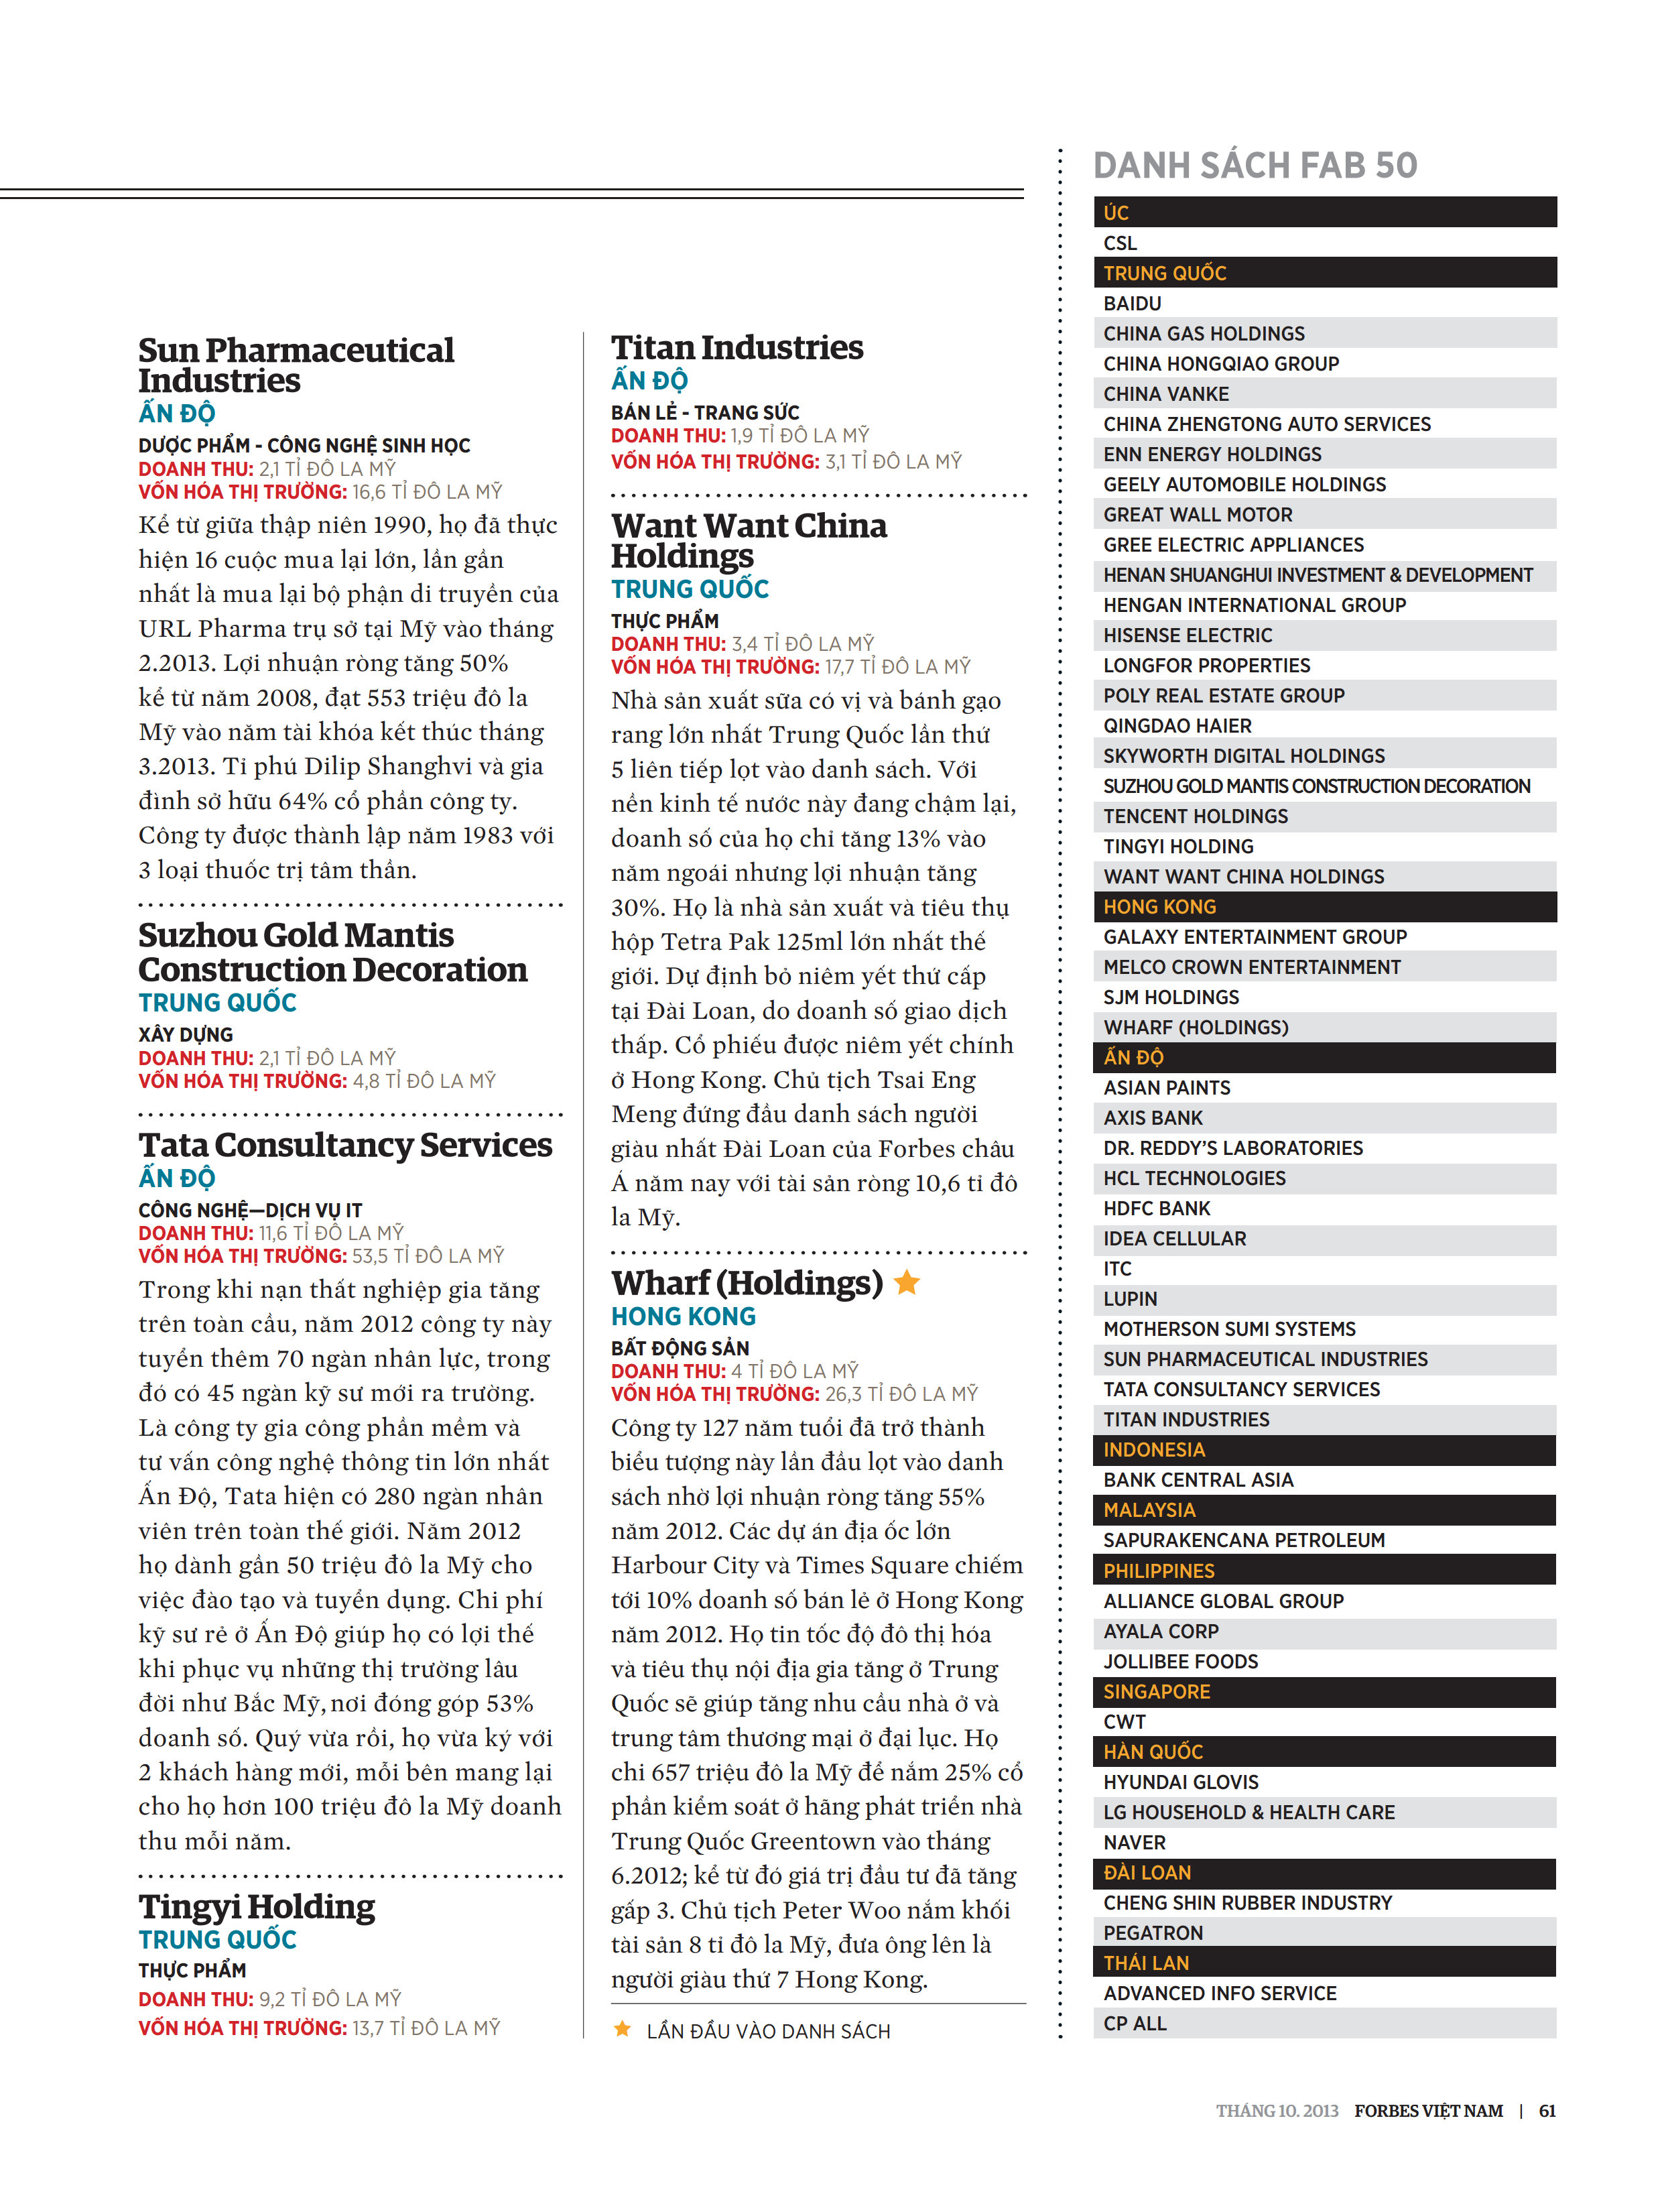 Sun Pharmaceutical
Industries
ẤN ĐỘ
DƯỢC PHẨM - CÔNG NGHỆ SINH HỌC
DOANH THU: 2,1 TỈ ĐÔ LA MỸ
VỐN HÓA THỊ TRƯỜNG: 16,6 TỈ ĐÔ LA MỸ
Kể từ giữa thập niên 1990, họ đã thực
hiện 16 cuộc mua lại lớn, lần gần
nhất là mua lại bộ phận di truyền của
URL Pharma trụ sở tại Mỹ vào tháng
2.2013. Lợi nhuận ròng tăng 50%
kể từ năm 2008, đạt 553 triệu đô la
Mỹ vào năm tài khóa kết thúc tháng
3.2013. Tỉ phú Dilip Shanghvi và gia
đình sở hữu 64% cổ phần công ty.
Công ty được thành lập năm 1983 với
3 loại thuốc trị tâm thần.
Suzhou Gold Mantis
Construction Decoration
TRUNG QUỐC
XÂY DỰNG
DOANH THU: 2,1 TỈ ĐÔ LA MỸ
VỐN HÓA THỊ TRƯỜNG: 4,8 TỈ ĐÔ LA MỸ
Tata Consultancy Services
ẤN ĐỘ
CÔNG NGHỆ—DỊCH VỤ IT
DOANH THU: 11,6 TỈ ĐÔ LA MỸ
VỐN HÓA THỊ TRƯỜNG: 53,5 TỈ ĐÔ LA MỸ
Trong khi nạn thất nghiệp gia tăng
trên toàn cầu, năm 2012 công ty này
tuyển thêm 70 ngàn nhân lực, trong
đó có 45 ngàn kỹ sư mới ra trường.
Là công ty gia công phần mềm và
tư vấn công nghệ thông tin lớn nhất
Ấn Độ, Tata hiện có 280 ngàn nhân
viên trên toàn thế giới. Năm 2012
họ dành gần 50 triệu đô la Mỹ cho
việc đào tạo và tuyển dụng. Chi phí
kỹ sư rẻ ở Ấn Độ giúp họ có lợi thế
khi phục vụ những thị trường lâu
đời như Bắc Mỹ, nơi đóng góp 53%
doanh số. Quý vừa rồi, họ vừa ký với
2 khách hàng mới, mỗi bên mang lại
cho họ hơn 100 triệu đô la Mỹ doanh
thu mỗi năm.
Tingyi Holding
TRUNG QUỐC
THỰC PHẨM
DOANH THU: 9,2 TỈ ĐÔ LA MỸ
VỐN HÓA THỊ TRƯỜNG: 13,7 TỈ ĐÔ LA MỸ
Titan Industries
ẤN ĐỘ
BÁN LẺ - TRANG SỨC
DOANH THU: 1,9 TỈ ĐÔ LA MỸ
VỐN HÓA THỊ TRƯỜNG: 3,1 TỈ ĐÔ LA MỸ
Want Want China
Holdings
TRUNG QUỐC
THỰC PHẨM
DOANH THU: 3,4 TỈ ĐÔ LA MỸ
VỐN HÓA THỊ TRƯỜNG: 17,7 TỈ ĐÔ LA MỸ
Nhà sản xuất sữa có vị và bánh gạo
rang lớn nhất Trung Quốc lần thứ
5 liên tiếp lọt vào danh sách. Với
nền kinh tế nước này đang chậm lại,
doanh số của họ chỉ tăng 13% vào
năm ngoái nhưng lợi nhuận tăng
30%. Họ là nhà sản xuất và tiêu thụ
hộp Tetra Pak 125ml lớn nhất thế
giới. Dự định bỏ niêm yết thứ cấp
tại Đài Loan, do doanh số giao dịch
thấp. Cổ phiếu được niêm yết chính
ở Hong Kong. Chủ tịch Tsai Eng
Meng đứng đầu danh sách người
giàu nhất Đài Loan của Forbes châu
Á năm nay với tài sản ròng 10,6 tỉ đô
la Mỹ.
Wharf (Holdings) ★
HONG KONG
BẤT ĐỘNG SẢN
DOANH THU: 4 TỈ ĐÔ LA MỸ
VỐN HÓA THỊ TRƯỜNG: 26,3 TỈ ĐÔ LA MỸ
Công ty 127 năm tuổi đã trở thành
biểu tượng này lần đầu lọt vào danh
sách nhờ lợi nhuận ròng tăng 55%
năm 2012. Các dự án địa ốc lớn
Harbour City và Times Square chiếm
tới 10% doanh số bán lẻ ở Hong Kong
năm 2012. Họ tin tốc độ đô thị hóa
và tiêu thụ nội địa gia tăng ở Trung
Quốc sẽ giúp tăng nhu cầu nhà ở và
trung tâm thương mại ở đại lục. Họ
chi 657 triệu đô la Mỹ để nắm 25% cổ
phần kiểm soát ở hãng phát triển nhà
Trung Quốc Greentown vào tháng
6.2012; kể từ đó giá trị đầu tư đã tăng
gấp 3. Chủ tịch Peter Woo nắm khối
tài sản 8 tỉ đô la Mỹ, đưa ông lên là
người giàu thứ 7 Hong Kong.
★ LẦN ĐẦU VÀO DANH SÁCH
DANH SÁCH FAB 50
ÚC
CSL
TRUNG QUỐC
BAIDU
CHINA GAS HOLDINGS
CHINA HONGQIAO GROUP
CHINA VANKE
CHINA ZHENGTONG AUTO SERVICES
ENN ENERGY HOLDINGS
GEELY AUTOMOBILE HOLDINGS
GREAT WALL MOTOR
GREE ELECTRIC APPLIANCES
HENAN SHUANGHUI INVESTMENT & DEVELOPMENT
HENGAN INTERNATIONAL GROUP
HISENSE ELECTRIC
LONGFOR PROPERTIES
POLY REAL ESTATE GROUP
QINGDAO HAIER
SKYWORTH DIGITAL HOLDINGS
SUZHOU GOLD MANTIS CONSTRUCTION DECORATION
TENCENT HOLDINGS
TINGYI HOLDING
WANT WANT CHINA HOLDINGS
HONG KONG
GALAXY ENTERTAINMENT GROUP
MELCO CROWN ENTERTAINMENT
SJM HOLDINGS
WHARF (HOLDINGS)
ẤN ĐỘ
ASIAN PAINTS
AXIS BANK
DR. REDDY’S LABORATORIES
HCL TECHNOLOGIES
HDFC BANK
IDEA CELLULAR
ITC
LUPIN
MOTHERSON SUMI SYSTEMS
SUN PHARMACEUTICAL INDUSTRIES
TATA CONSULTANCY SERVICES
TITAN INDUSTRIES
INDONESIA
BANK CENTRAL ASIA
MALAYSIA
SAPURAKENCANA PETROLEUM
PHILIPPINES
ALLIANCE GLOBAL GROUP
AYALA CORP
JOLLIBEE FOODS
SINGAPORE
CWT
HÀN QUỐC
HYUNDAI GLOVIS
LG HOUSEHOLD & HEALTH CARE
NAVER
ĐÀI LOAN
CHENG SHIN RUBBER INDUSTRY
PEGATRON
THÁI LAN
ADVANCED INFO SERVICE
CP ALL
THÁNG 10. 2013 FORBES VIỆT NAM | 61